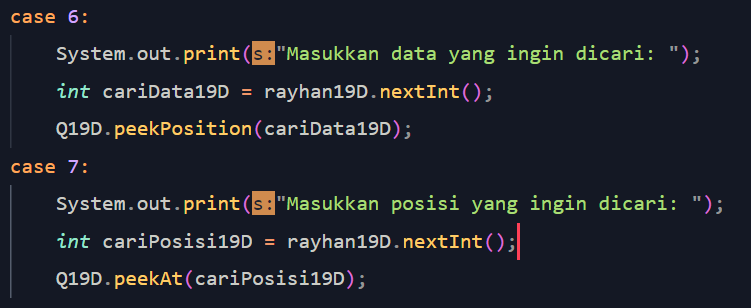 case 6:
System.out.print(s:"Masukkan data yang ingin dicari: ");
int cariData19D = rayhan19D.nextInt();
Q19D.peekPosition(cariData19D);
case 7:
System.out.print(s:"Masukkan posisi yang ingin dicari: ");
int cariPosisi19D = rayhan19D.nextInt();
Q19D.peekAt(cariPosisi19D);